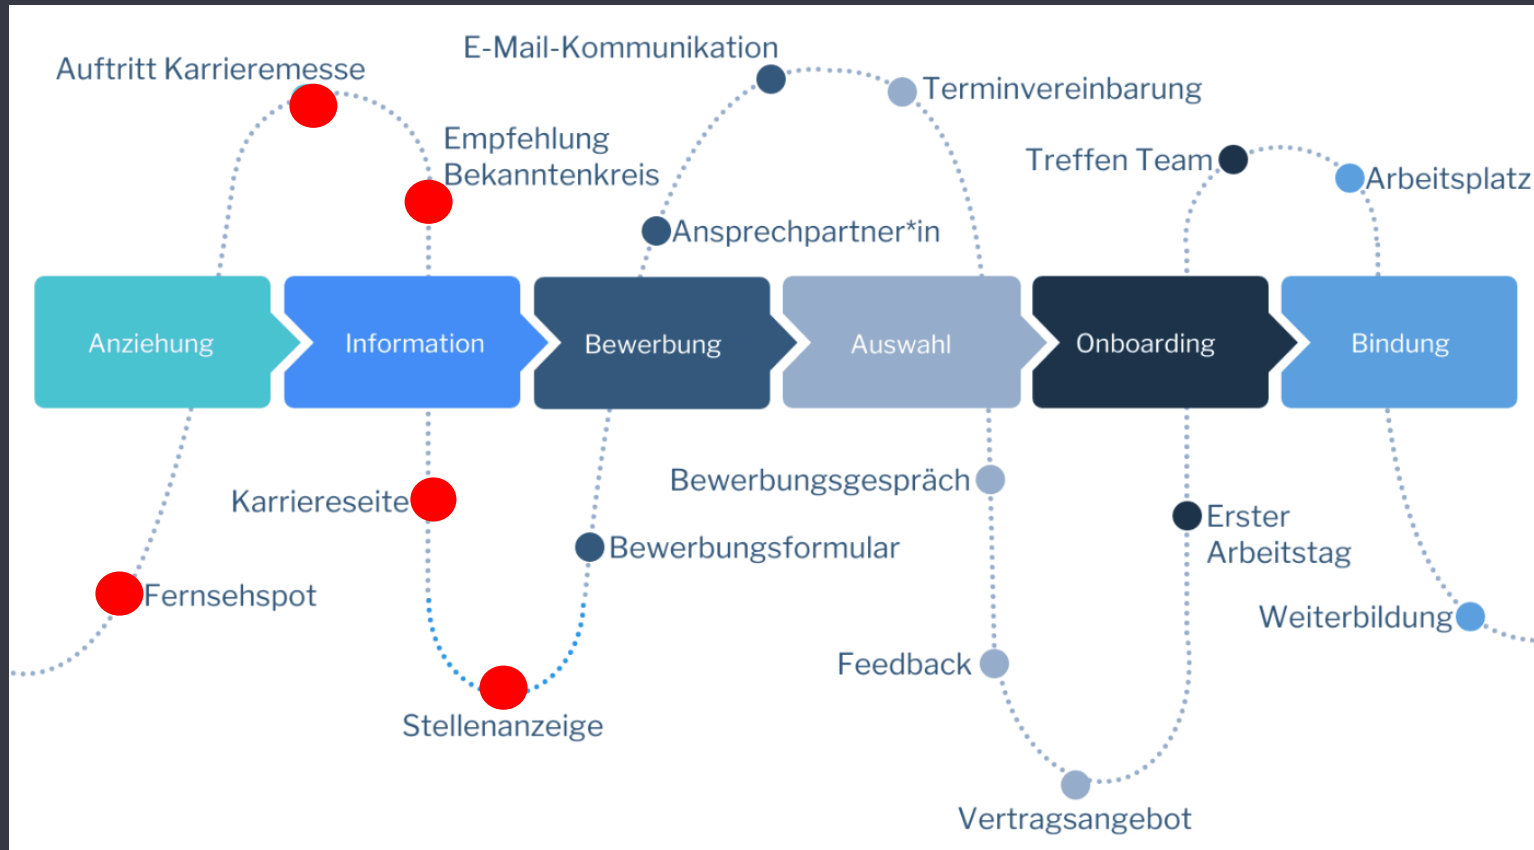 Auftritt Karrieremesse
E-Mail-Kommunikation
Terminvereinbarung
Empfehlung
Bekanntenkreis
Treffen Team
Arbeitsplatz
Ansprechpartner*in
Anziehung
Information
Bewerbung
Auswahl
Onboarding
Bindung
Karriereseite
Bewerbungsgespräch
Erster
Arbeitstag
Bewerbungsformular
Fernsehspot
Weiterbildung
Feedback
Stellenanzeige
Vertragsangebot